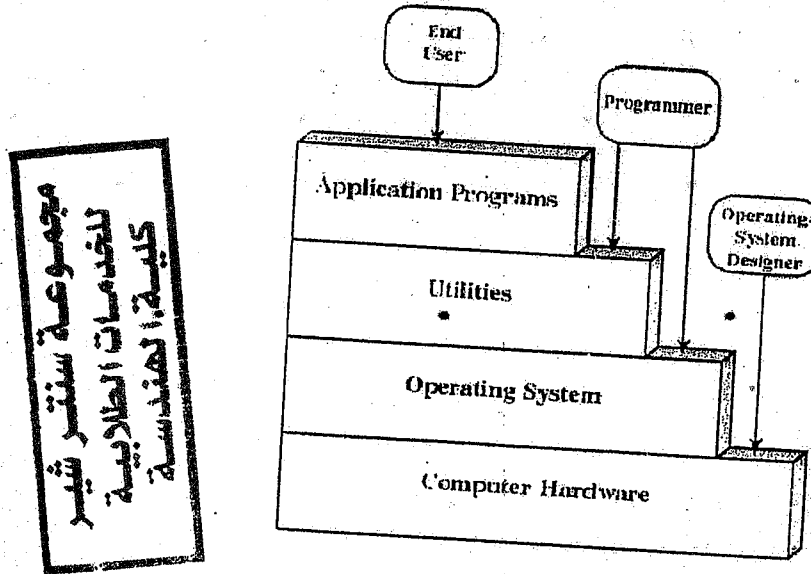 End
User
Programmer
Operating-
System
Designer
Application Programs
Utilities
Operating System
Computer Hardware
مجموعة سنتر شير
للخدمات الطلابية
كلية الهندسة